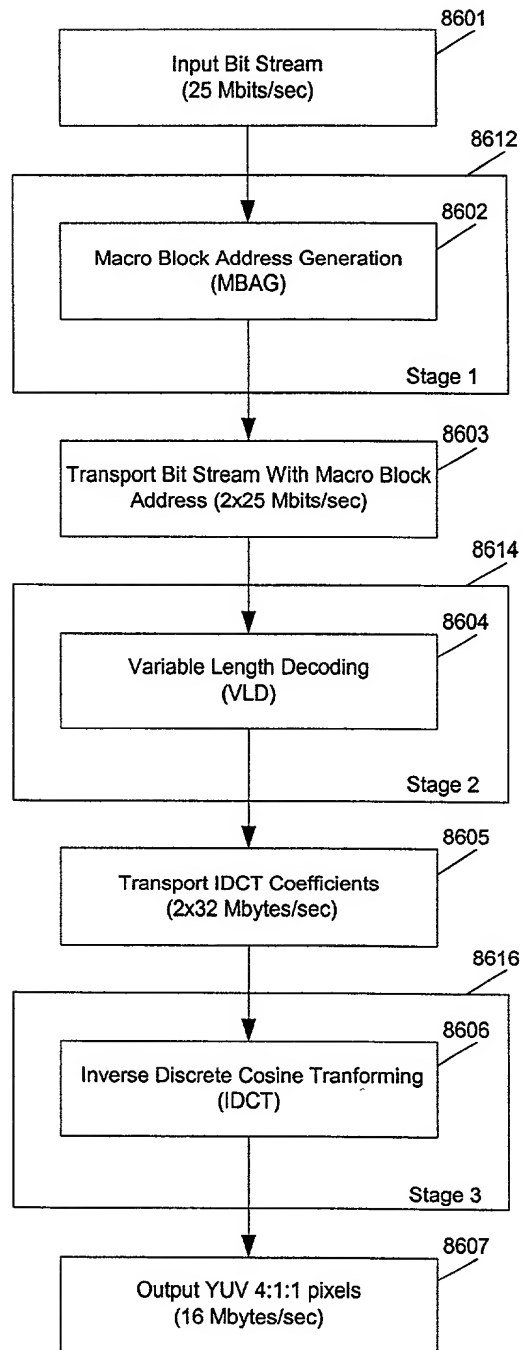 8601
Input Bit Stream
(25 Mbits/sec)
8612
8602
Macro Block Address Generation
(MBAG)
Stage 1
8603
Transport Bit Stream With Macro Block
Address (2x25 Mbits/sec)
8614
8604
Variable Length Decoding
(VLD)
Stage 2
8605
Transport IDCT Coefficients
(2x32 Mbytes/sec)
8616
8606
Inverse Discrete Cosine Tranforming
(IDCT)
Stage 3
8607
Output YUV 4:1:1 pixels
(16 Mbytes/sec)